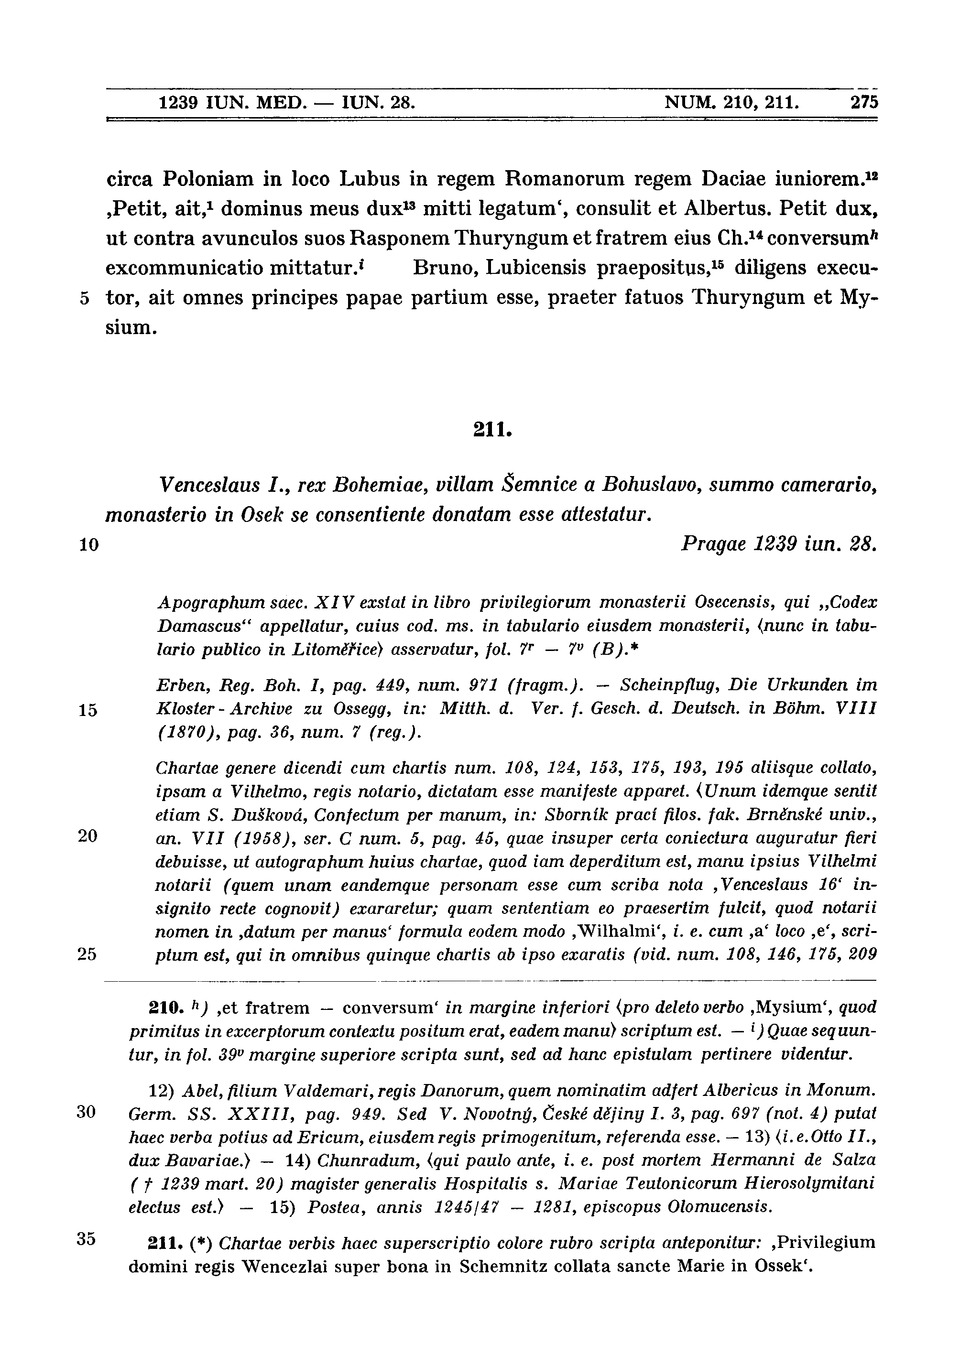 1239 IUN. MED. — IUN. 28. NUM. 210, 211. 275
circa Poloniam in loco Lubus in regem Romanorum regem Daciae iuniorem.¹²
‚Petit, ait,¹ dominus meus dux¹³ mitti legatum‘, consulit et Albertus. Petit dux,
ut contra avunculos suos Rasponem Thuryngum et fratrem eius Ch.¹⁴ conversumʰ
excommunicatio mittatur.ⁱ Bruno, Lubicensis praepositus,¹⁵ diligens execu-
5 tor, ait omnes principes papae partium esse, praeter fatuos Thuryngum et My-
sium.
211.
Venceslaus I., rex Bohemiae, villam Šemnice a Bohuslavo, summo camerario,
monasterio in Osek se consentiente donatam esse attestatur.
10 Pragae 1239 iun. 28.
Apographum saec. XIV exstat in libro privilegiorum monasterii Osecensis, qui „Codex
Damascus“ appellatur, cuius cod. ms. in tabulario eiusdem monasterii, ⟨nunc in tabu-
lario publico in Litoměřice⟩ asservatur, fol. 7ʳ — 7ᵛ (B).*
Erben, Reg. Boh. I, pag. 449, num. 971 (fragm.). — Scheinpflug, Die Urkunden im
15 Kloster-Archive zu Ossegg, in: Mitth. d. Ver. f. Gesch. d. Deutsch. in Böhm. VIII
(1870), pag. 36, num. 7 (reg.).
Chartae genere dicendi cum chartis num. 108, 124, 153, 175, 193, 195 aliisque collato,
ipsam a Vilhelmo, regis notario, dictatam esse manifeste apparet. ⟨Unum idemque sentit
etiam S. Dušková, Confectum per manum, in: Sborník prací filos. fak. Brněnské univ.,
20 an. VII (1958), ser. C num. 5, pag. 45, quae insuper certa coniectura auguratur fieri
debuisse, ut autographum huius chartae, quod iam deperditum est, manu ipsius Vilhelmi
notarii (quem unam eandemque personam esse cum scriba nota ‚Venceslaus 16‘ in-
signito recte cognovit) exararetur; quam sententiam eo praesertim fulcit, quod notarii
nomen in ‚datum per manus‘ formula eodem modo ‚Wilhalmi‘, i. e. cum ‚a‘ loco ‚e‘, scri-
25 ptum est, qui in omnibus quinque chartis ab ipso exaratis (vid. num. 108, 146, 175, 209
210. ʰ) ‚et fratrem — conversum‘ in margine inferiori ⟨pro deleto verbo ‚Mysium‘, quod
primitus in excerptorum contextu positum erat, eadem manu⟩ scriptum est. — ⁱ) Quae sequun-
tur, in fol. 39ᵛ margine superiore scripta sunt, sed ad hanc epistulam pertinere videntur.
12) Abel, filium Valdemari, regis Danorum, quem nominatim adfert Albericus in Monum.
30 Germ. SS. XXIII, pag. 949. Sed V. Novotný, České dějiny I. 3, pag. 697 (not. 4) putat
haec verba potius ad Ericum, eiusdem regis primogenitum, referenda esse. — 13) ⟨i. e. Otto II.,
dux Bavariae.⟩ — 14) Chunradum, ⟨qui paulo ante, i. e. post mortem Hermanni de Salza
(† 1239 mart. 20) magister generalis Hospitalis s. Mariae Teutonicorum Hierosolymitani
electus est.⟩ — 15) Postea, annis 1245/47 — 1281, episcopus Olomucensis.
35 211. (*) Chartae verbis haec superscriptio colore rubro scripta anteponitur: ‚Privilegium
domini regis Wencezlai super bona in Schemnitz collata sancte Marie in Ossek‘.